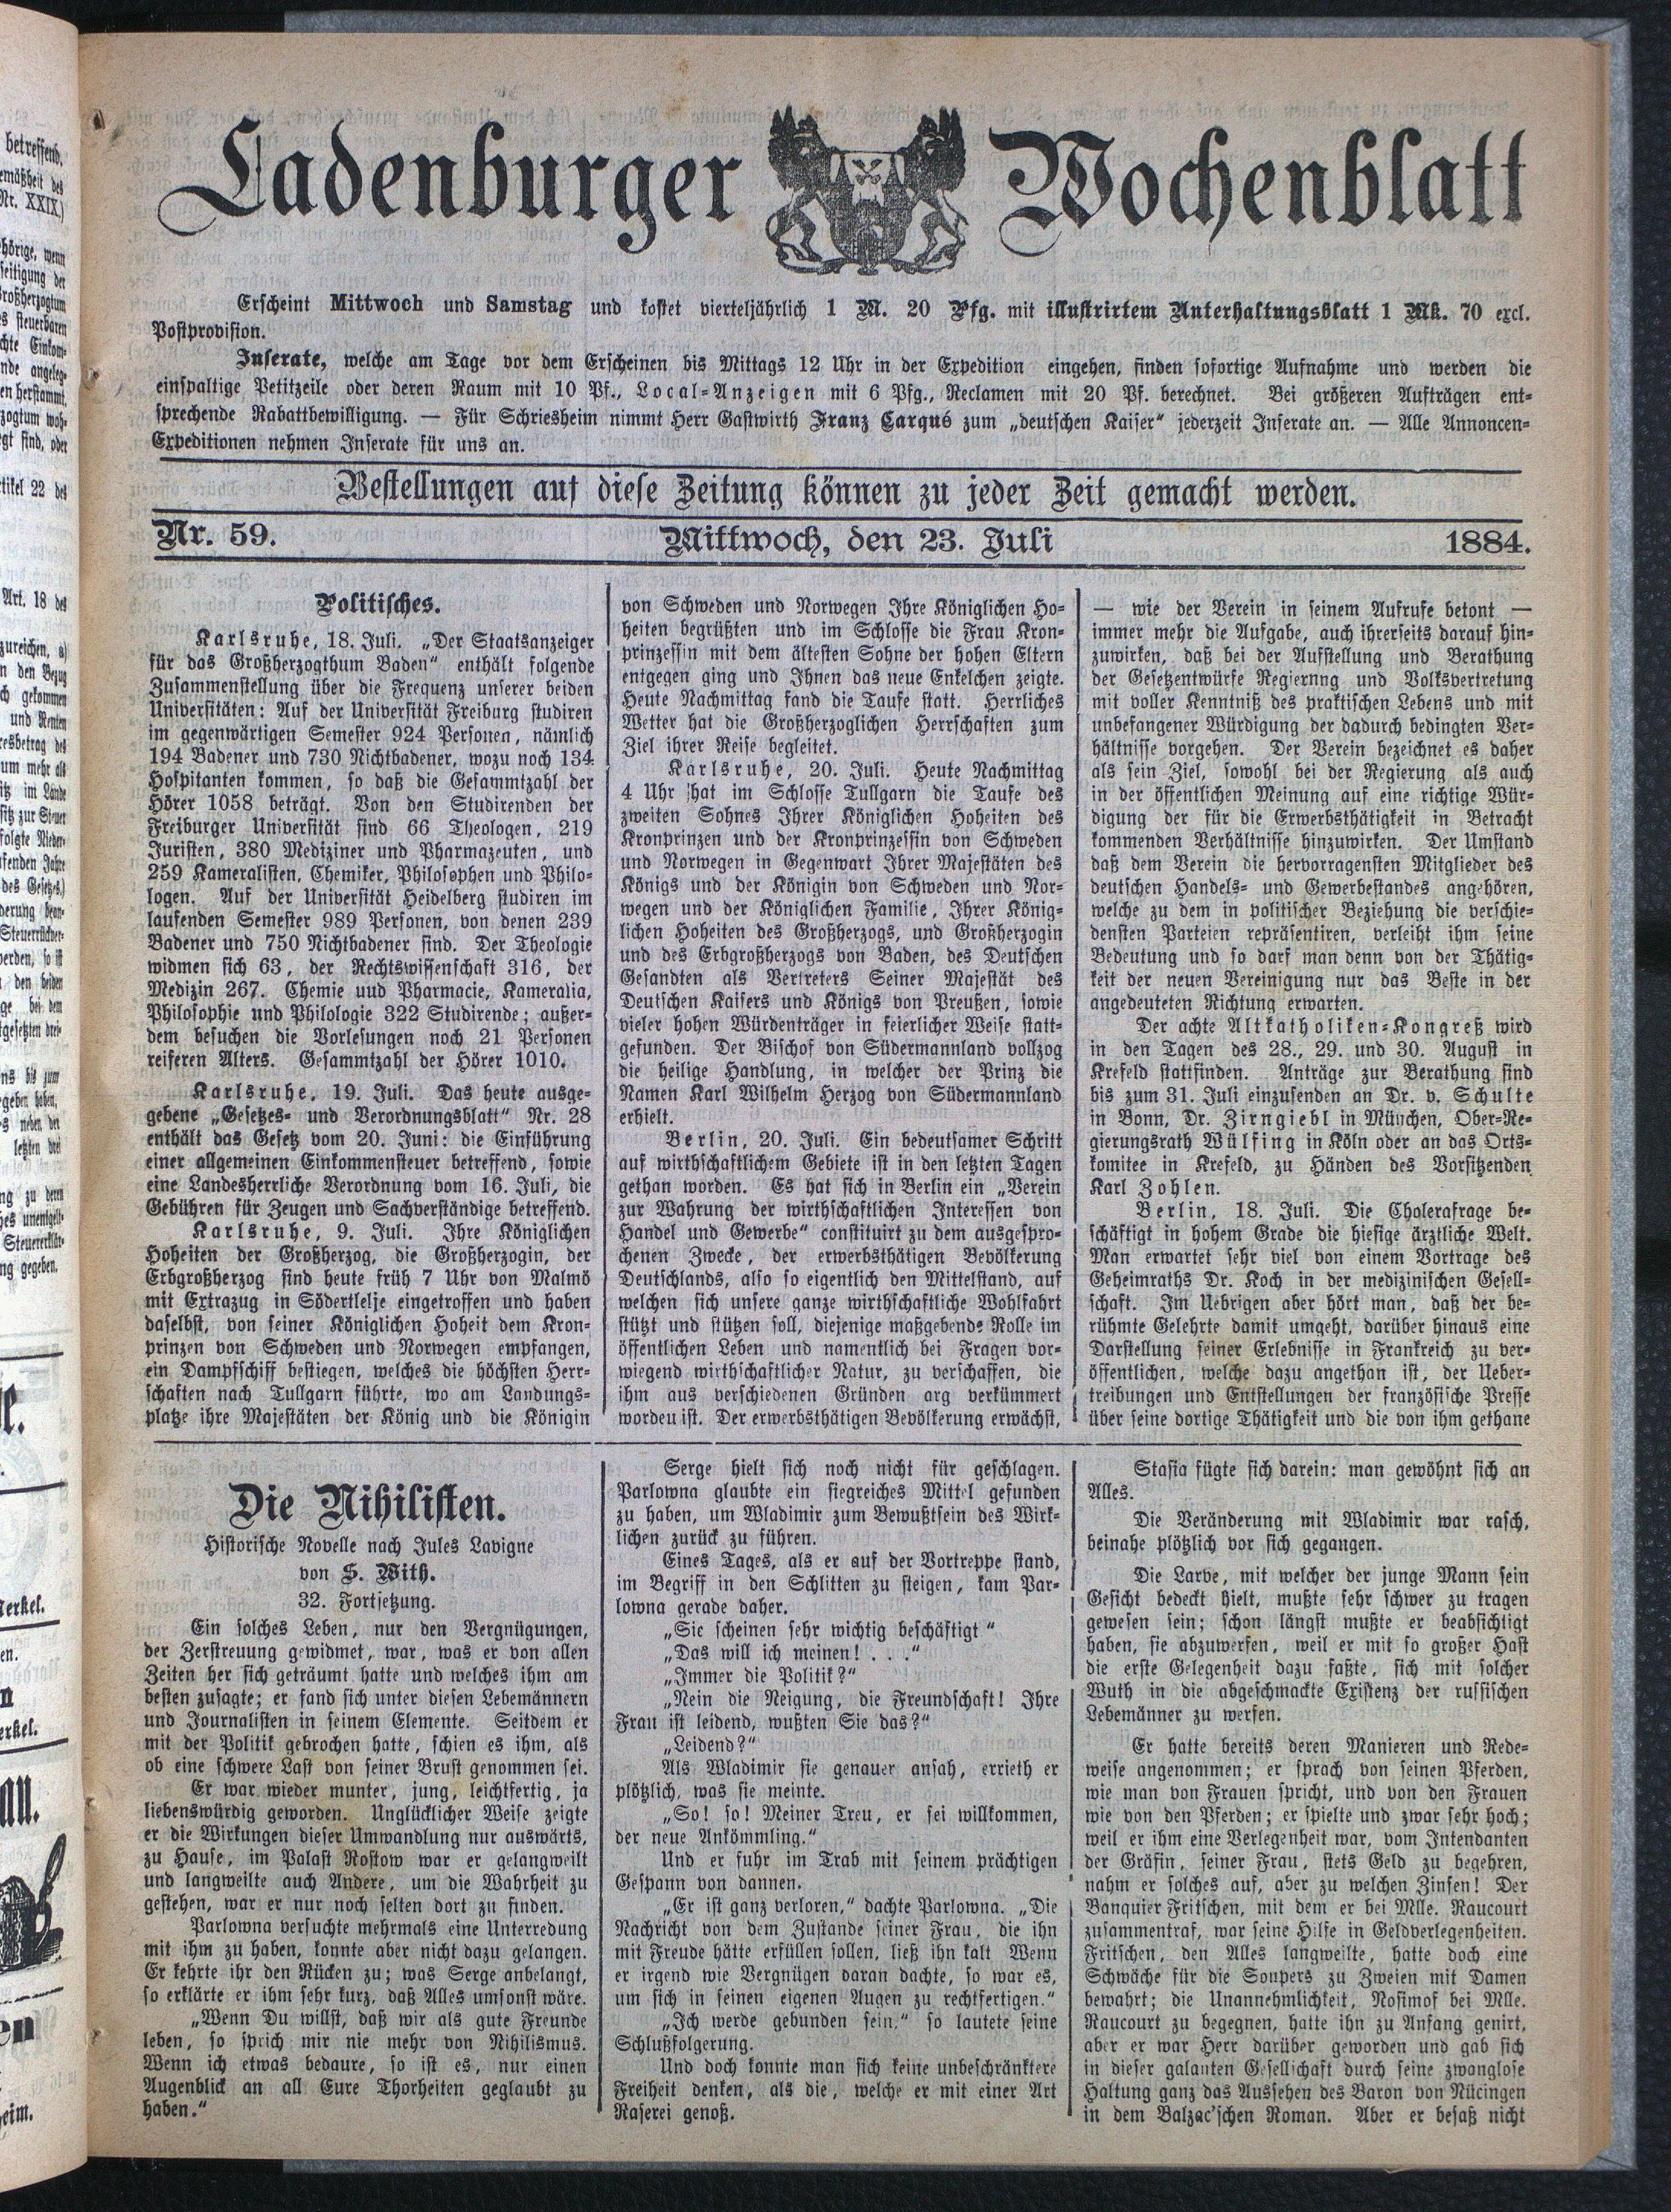 Ladenburger Wochenblatt
Erscheint Mittwoch und Samstag und kostet vierteljährlich 1 M. 20 Pfg. mit illustrirtem Unterhaltungsblatt 1 Mk. 70 excl.
Postprovision.
Inserate, welche am Tage vor dem Erscheinen bis Mittags 12 Uhr in der Expedition eingehen, finden sofortige Aufnahme und werden die
einspaltige Petitzeile oder deren Raum mit 10 Pf., Local-Anzeigen mit 6 Pfg., Reclamen mit 20 Pf. berechnet. Bei größeren Aufträgen ent-
sprechende Rabattbewilligung. — Für Schriesheim nimmt Herr Gastwirth Franz Carqué zum „deutschen Kaiser“ jederzeit Inserate an. — Alle Annoncen-
Expeditionen nehmen Inserate für uns an.
Bestellungen auf diese Zeitung können zu jeder Zeit gemacht werden.
Nr. 59. Mittwoch, den 23. Juli 1884.
Politisches.
Karlsruhe, 18. Juli. „Der Staatsanzeiger
für das Großherzogthum Baden“ enthält folgende
Zusammenstellung über die Frequenz unserer beiden
Universitäten: Auf der Universität Freiburg studiren
im gegenwärtigen Semester 924 Personen, nämlich
194 Badener und 730 Nichtbadener, wozu noch 134
Hospitanten kommen, so daß die Gesammtzahl der
Hörer 1058 beträgt. Von den Studirenden der
Freiburger Universität sind 66 Theologen, 219
Juristen, 380 Mediziner und Pharmazeuten, und
259 Kameralisten, Chemiker, Philosophen und Philo-
logen. Auf der Universität Heidelberg studiren im
laufenden Semester 989 Personen, von denen 239
Badener und 750 Nichtbadener sind. Der Theologie
widmen sich 63, der Rechtswissenschaft 316, der
Medizin 267. Chemie uud Pharmacie, Kameralia,
Philosophie und Philologie 322 Studirende; außer-
dem besuchen die Vorlesungen noch 21 Personen
reiferen Alters. Gesammtzahl der Hörer 1010.
Karlsruhe, 19. Juli. Das heute ausge-
gebene „Gesetzes- und Verordnungsblatt“ Nr. 28
enthält das Gesetz vom 20. Juni: die Einführung
einer allgemeinen Einkommensteuer betreffend, sowie
eine Landesherrliche Verordnung vom 16. Juli, die
Gebühren für Zeugen und Sachverständige betreffend.
Karlsruhe, 9. Juli. Ihre Königlichen
Hoheiten der Großherzog, die Großherzogin, der
Erbgroßherzog sind heute früh 7 Uhr von Malmö
mit Extrazug in Södertlelje eingetroffen und haben
daselbst, von seiner Königlichen Hoheit dem Kron-
prinzen von Schweden und Norwegen empfangen,
ein Dampfschiff bestiegen, welches die höchsten Herr-
schaften nach Tullgarn führte, wo am Landungs-
platze ihre Majestäten der König und die Königin
von Schweden und Norwegen Ihre Königlichen Ho-
heiten begrüßten und im Schlosse die Frau Kron-
prinzessin mit dem ältesten Sohne der hohen Eltern
entgegen ging und Ihnen das neue Enkelchen zeigte.
Heute Nachmittag fand die Taufe statt. Herrliches
Wetter hat die Großherzoglichen Herrschaften zum
Ziel ihrer Reise begleitet.
Karlsruhe, 20. Juli. Heute Nachmittag
4 Uhr hat im Schlosse Tullgarn die Taufe des
zweiten Sohnes Ihrer Königlichen Hoheiten des
Kronprinzen und der Kronprinzessin von Schweden
und Norwegen in Gegenwart Ihrer Majestäten des
Königs und der Königin von Schweden und Nor-
wegen und der Königlichen Familie, Ihrer König-
lichen Hoheiten des Großherzogs, und Großherzogin
und des Erbgroßherzogs von Baden, des Deutschen
Gesandten als Vertreters Seiner Majestät des
Deutschen Kaisers und Königs von Preußen, sowie
vieler hohen Würdenträger in feierlicher Weise statt-
gefunden. Der Bischof von Südermannland vollzog
die heilige Handlung, in welcher der Prinz die
Namen Karl Wilhelm Herzog von Südermannland
erhielt.
Berlin, 20. Juli. Ein bedeutsamer Schritt
auf wirthschaftlichem Gebiete ist in den letzten Tagen
gethan worden. Es hat sich in Berlin ein „Verein
zur Wahrung der wirthschaftlichen Interessen von
Handel und Gewerbe“ constituirt zu dem ausgespro-
chenen Zwecke, der erwerbsthätigen Bevölkerung
Deutschlands, also so eigentlich den Mittelstand, auf
welchen sich unsere ganze wirthschaftliche Wohlfahrt
stützt und stützen soll, diejenige maßgebende Rolle im
öffentlichen Leben und namentlich bei Fragen vor-
wiegend wirthschaftlicher Natur, zu verschaffen, die
ihm aus verschiedenen Gründen arg verkümmert
wordeu ist. Der erwerbsthätigen Bevölkerung erwächst,
— wie der Verein in seinem Aufrufe betont —
immer mehr die Aufgabe, auch ihrerseits darauf hin-
zuwirken, daß bei der Aufstellung und Berathung
der Gesetzentwürfe Regiernng und Volksvertretung
mit voller Kenntniß des praktischen Lebens und mit
unbefangener Würdigung der dadurch bedingten Ver-
hältnisse vorgehen. Der Verein bezeichnet es daher
als sein Ziel, sowohl bei der Regierung als auch
in der öffentlichen Meinung auf eine richtige Wür-
digung der für die Erwerbsthätigkeit in Betracht
kommenden Verhältnisse hinzuwirken. Der Umstand
daß dem Verein die hervorragensten Mitglieder des
deutschen Handels- und Gewerbestandes angehören,
welche zu dem in politischer Beziehung die verschie-
densten Parteien repräsentiren, verleiht ihm seine
Bedeutung und so darf man denn von der Thätig-
keit der neuen Vereinigung nur das Beste in der
angedeuteten Richtung erwarten.
Der achte Altkatholiken-Kongreß wird
in den Tagen des 28., 29. und 30. August in
Krefeld stattfinden. Anträge zur Berathung sind
bis zum 31. Juli einzusenden an Dr. v. Schulte
in Bonn, Dr. Zirngiebl in München, Ober-Re-
gierungsrath Wülfing in Köln oder an das Orts-
komitee in Krefeld, zu Händen des Vorsitzenden
Karl Zohlen.
Berlin, 18. Juli. Die Cholerafrage be-
schäftigt in hohem Grade die hiesige ärztliche Welt.
Man erwartet sehr viel von einem Vortrage des
Geheimraths Dr. Koch in der medizinischen Gesell-
schaft. Im Uebrigen aber hört man, daß der be-
rühmte Gelehrte damit umgeht, darüber hinaus eine
Darstellung seiner Erlebnisse in Frankreich zu ver-
öffentlichen, welche dazu angethan ist, der Ueber-
treibungen und Entstellungen der französische Presse
über seine dortige Thätigkeit und die von ihm gethane
Die Nihilisten.
Historische Novelle nach Jules Lavigne
von S. With.
32. Fortsetzung.
Ein solches Leben, nur den Vergnügungen,
der Zerstreuung gewidmet, war, was er von allen
Zeiten her sich geträumt hatte und welches ihm am
besten zusagte; er fand sich unter diesen Lebemännern
und Journalisten in seinem Elemente. Seitdem er
mit der Politik gebrochen hatte, schien es ihm, als
ob eine schwere Last von seiner Brust genommen sei.
Er war wieder munter, jung, leichtfertig, ja
liebenswürdig geworden. Unglücklicher Weise zeigte
er die Wirkungen dieser Umwandlung nur auswärts,
zu Hause, im Palast Rostow war er gelangweilt
und langweilte auch Andere, um die Wahrheit zu
gestehen, war er nur noch selten dort zu finden.
Parlowna versuchte mehrmals eine Unterredung
mit ihm zu haben, konnte aber nicht dazu gelangen.
Er kehrte ihr den Rücken zu; was Serge anbelangt,
so erklärte er ihm sehr kurz, daß Alles umsonst wäre.
„Wenn Du willst, daß wir als gute Freunde
leben, so sprich mir nie mehr von Nihilismus.
Wenn ich etwas bedaure, so ist es, nur einen
Augenblick an all Eure Thorheiten geglaubt zu
haben.“
Serge hielt sich noch nicht für geschlagen.
Parlowna glaubte ein siegreiches Mittel gefunden
zu haben, um Wladimir zum Bewußtsein des Wirk-
lichen zurück zu führen.
Eines Tages, als er auf der Vortreppe stand,
im Begriff in den Schlitten zu steigen, kam Par-
lowna gerade daher.
„Sie scheinen sehr wichtig beschäftigt “
„Das will ich meinen! . . .“
„Immer die Politik?“
„Nein die Neigung, die Freundschaft! Ihre
Frau ist leidend, wußten Sie das?“
„Leidend?“
Als Wladimir sie genauer ansah, errieth er
plötzlich, was sie meinte.
„So! so! Meiner Treu, er sei willkommen,
der neue Ankömmling.“
Und er fuhr im Trab mit seinem prächtigen
Gespann von dannen.
„Er ist ganz verloren,“ dachte Parlowna. „Die
Nachricht von dem Zustande seiner Frau, die ihn
mit Freude hätte erfüllen sollen, ließ ihn kalt Wenn
er irgend wie Vergnügen daran dachte, so war es,
um sich in seinen eigenen Augen zu rechtfertigen.“
„Ich werde gebunden sein,“ so lautete seine
Schlußfolgerung.
Und doch konnte man sich keine unbeschränktere
Freiheit denken, als die, welche er mit einer Art
Raserei genoß.
Stasia fügte sich darein: man gewöhnt sich an
Alles.
Die Veränderung mit Wladimir war rasch,
beinahe plötzlich vor sich gegangen.
Die Larve, mit welcher der junge Mann sein
Gesicht bedeckt hielt, mußte sehr schwer zu tragen
gewesen sein; schon längst mußte er beabsichtigt
haben, sie abzuwerfen, weil er mit so großer Hast
die erste Gelegenheit dazu faßte, sich mit solcher
Wuth in die abgeschmackte Existenz der russischen
Lebemänner zu werfen.
Er hatte bereits deren Manieren und Rede-
weise angenommen; er sprach von seinen Pferden,
wie man von Frauen spricht, und von den Frauen
wie von den Pferden; er spielte und zwar sehr hoch;
weil er ihm eine Verlegenheit war, vom Intendanten
der Gräfin, seiner Frau, stets Geld zu begehren,
nahm er solches auf, aber zu welchen Zinsen! Der
Banquier Fritschen, mit dem er bei Mlle. Raucourt
zusammentraf, war seine Hilfe in Geldverlegenheiten.
Fritschen, den Alles langweilte, hatte doch eine
Schwäche für die Soupers zu Zweien mit Damen
bewahrt; die Unannehmlichkeit, Nosimof bei Mlle.
Raucourt zu begegnen, hatte ihn zu Anfang genirt,
aber er war Herr darüber geworden und gab sich
in dieser galanten Gesellschaft durch seine zwanglose
Haltung ganz das Aussehen des Baron von Nücingen
in dem Balzac'schen Roman. Aber er besaß nicht